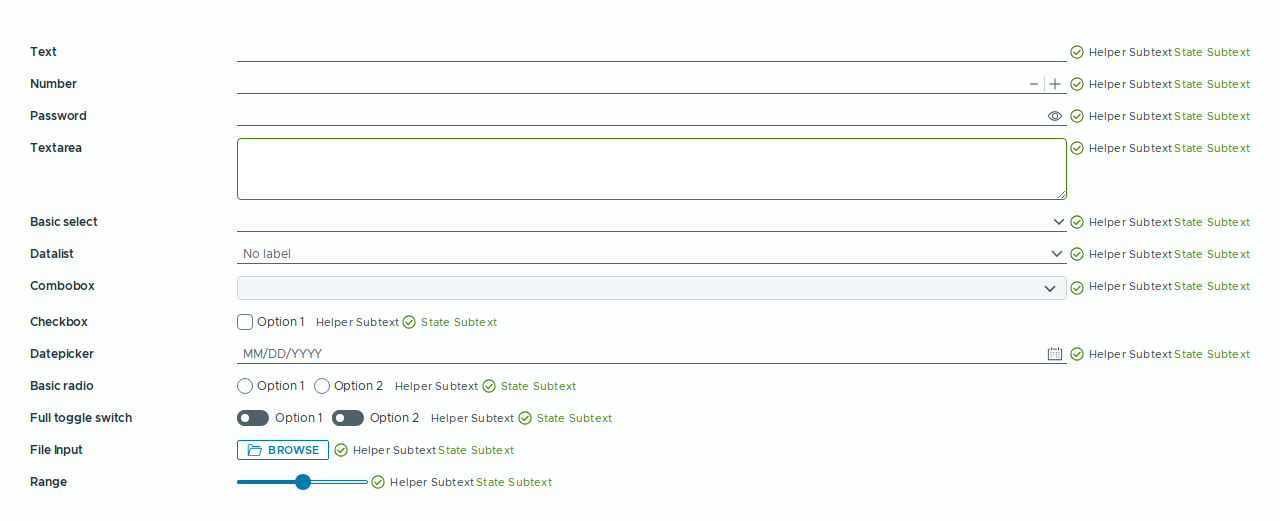 Text Helper Subtext State Subtext
Number Helper Subtext State Subtext
Password Helper Subtext State Subtext
Textarea Helper Subtext State Subtext
Basic select Helper Subtext State Subtext
Datalist No label Helper Subtext State Subtext
Combobox Helper Subtext State Subtext
Checkbox Option 1 Helper Subtext State Subtext
Datepicker MM/DD/YYYY Helper Subtext State Subtext
Basic radio Option 1 Option 2 Helper Subtext State Subtext
Full toggle switch Option 1 Option 2 Helper Subtext State Subtext
File Input BROWSE Helper Subtext State Subtext
Range Helper Subtext State Subtext